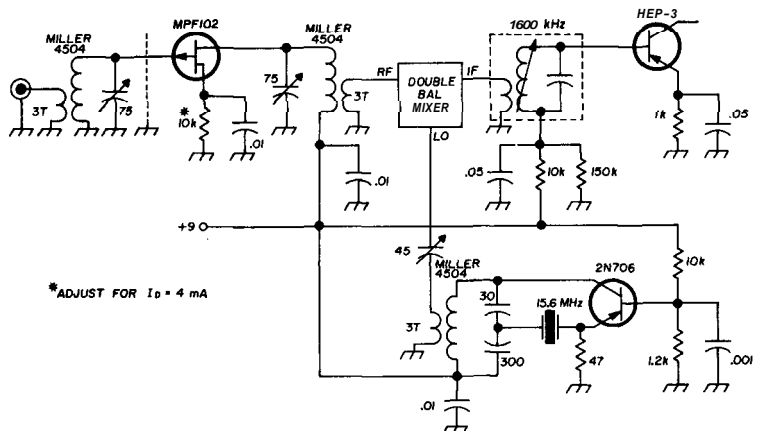 MPF102
MILLER
4504
MILLER
4504
1600 kHz
HEP-3
75
RF
DOUBLE
BAL
MIXER
IF
3T
75
*
10k
.01
3T
LO
1k
.05
.01
.05
10k
150k
+9
45
MILLER
4504
2N706
10k
*ADJUST FOR ID = 4 mA
30
15.6 MHz
3T
300
47
1.2k
.001
.01